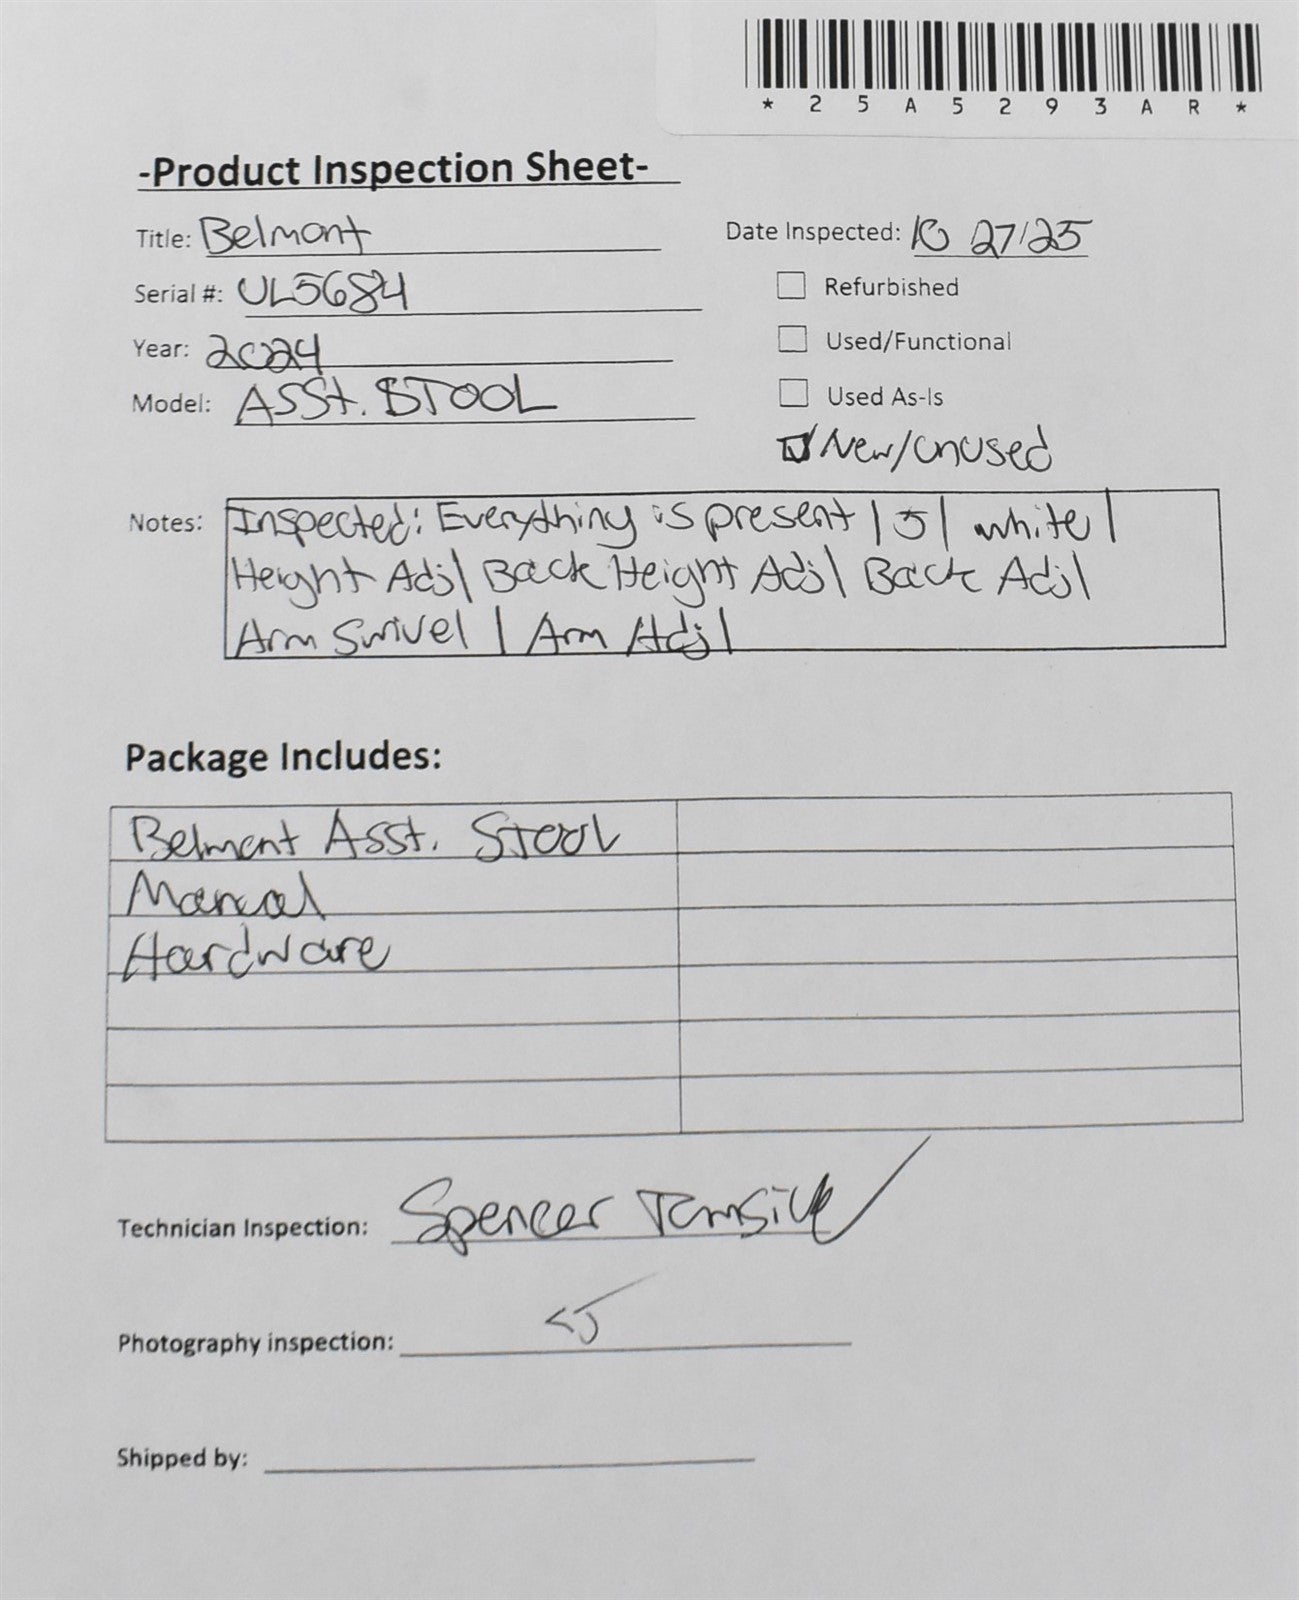 *25A5293AR*
-Product Inspection Sheet-
Title: Belmont
Date Inspected: 10 27/25
Serial #: UL5684
Refurbished
Year: 2024
Used/Functional
Model: ASSt. STOOL
Used As-Is
New/Unused
Notes: Inspected: Everything is present | 5 | white |
Height Adj | Back Height Adj | Back Adj |
Arm Swivel | Arm Adj |
Package Includes:
Belmont Asst. STOOL
Manual
Hardware
Technician Inspection: Spencer
Photography inspection:
Shipped by: